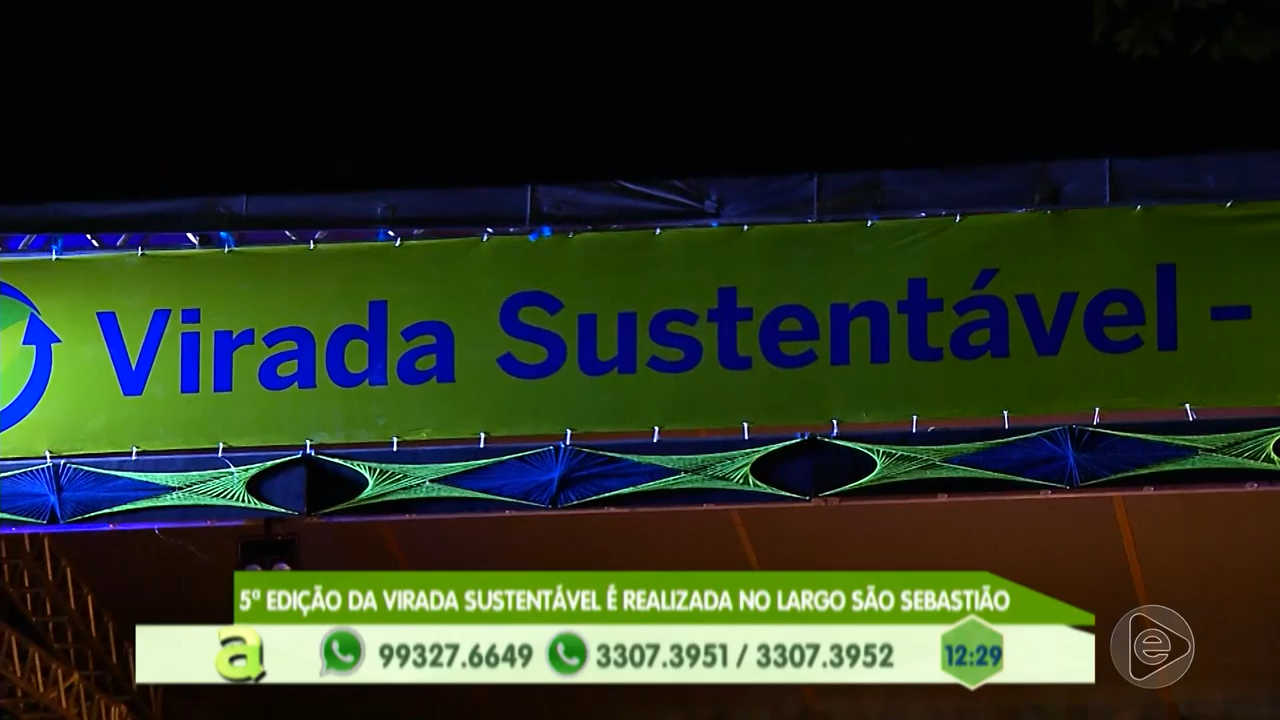 Virada Sustentável -
5ª EDIÇÃO DA VIRADA SUSTENTÁVEL É REALIZADA NO LARGO SÃO SEBASTIÃO
a 99327.6649 3307.3951 / 3307.3952 12:29
e